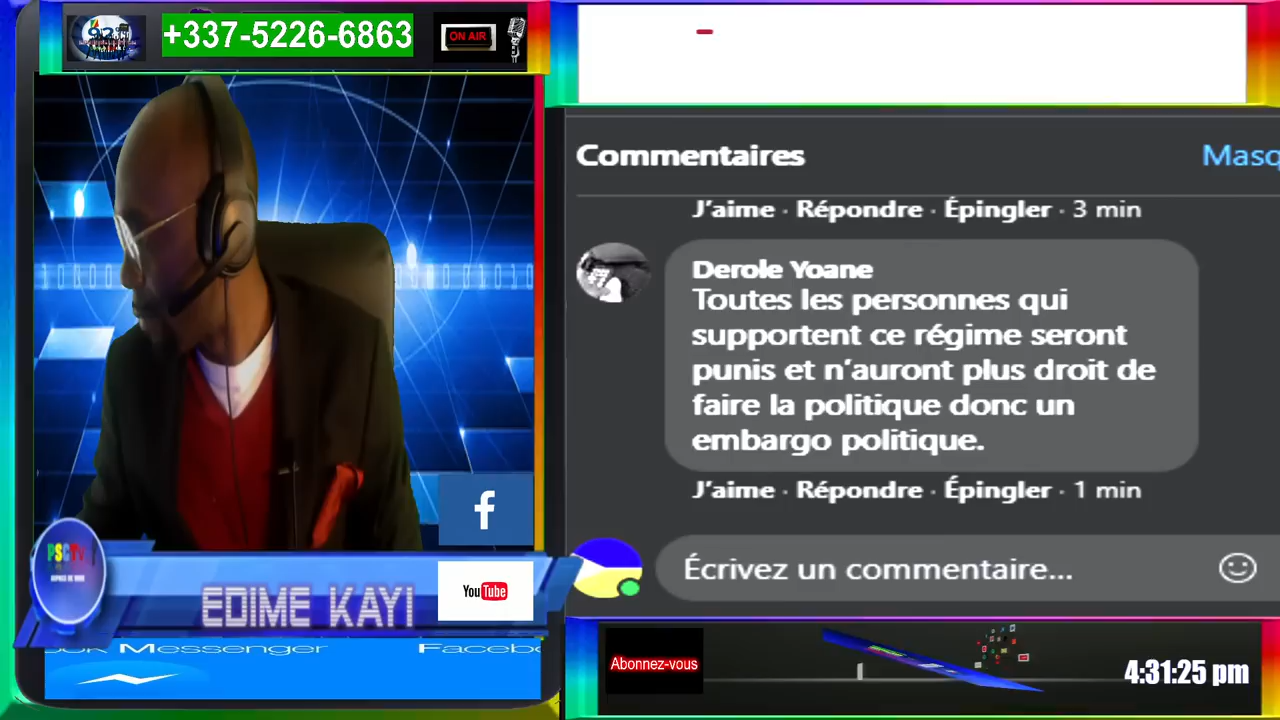 +337-5226-6863
ON AIR
Commentaires
Masq
J'aime · Répondre · Épingler · 3 min
Derole Yoane
Toutes les personnes qui
supportent ce régime seront
punis et n'auront plus droit de
faire la politique donc un
embargo politique.
J'aime · Répondre · Épingler · 1 min
Écrivez un commentaire...
f
PSCTV
EDIME KAYI
YouTube
Messenger
Facebo
Abonnez-vous
4:31:25 pm